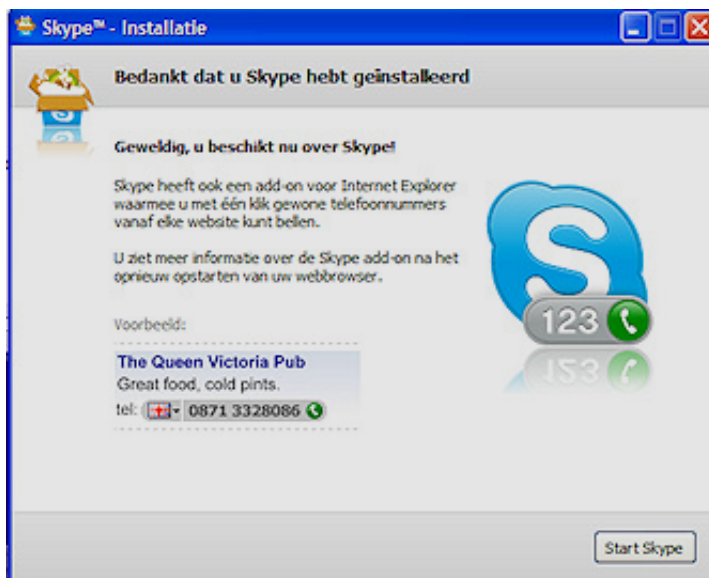 Skype™ - Installatie
Bedankt dat u Skype hebt geïnstalleerd
Geweldig, u beschikt nu over Skype!
Skype heeft ook een add-on voor Internet Explorer
waarmee u met één klik gewone telefoonnummers
vanaf elke website kunt bellen.
U ziet meer informatie over de Skype add-on na het
opnieuw opstarten van uw webbrowser.
Voorbeeld:
The Queen Victoria Pub
Great food, cold pints.
tel: 0871 3328086
S
123
Start Skype